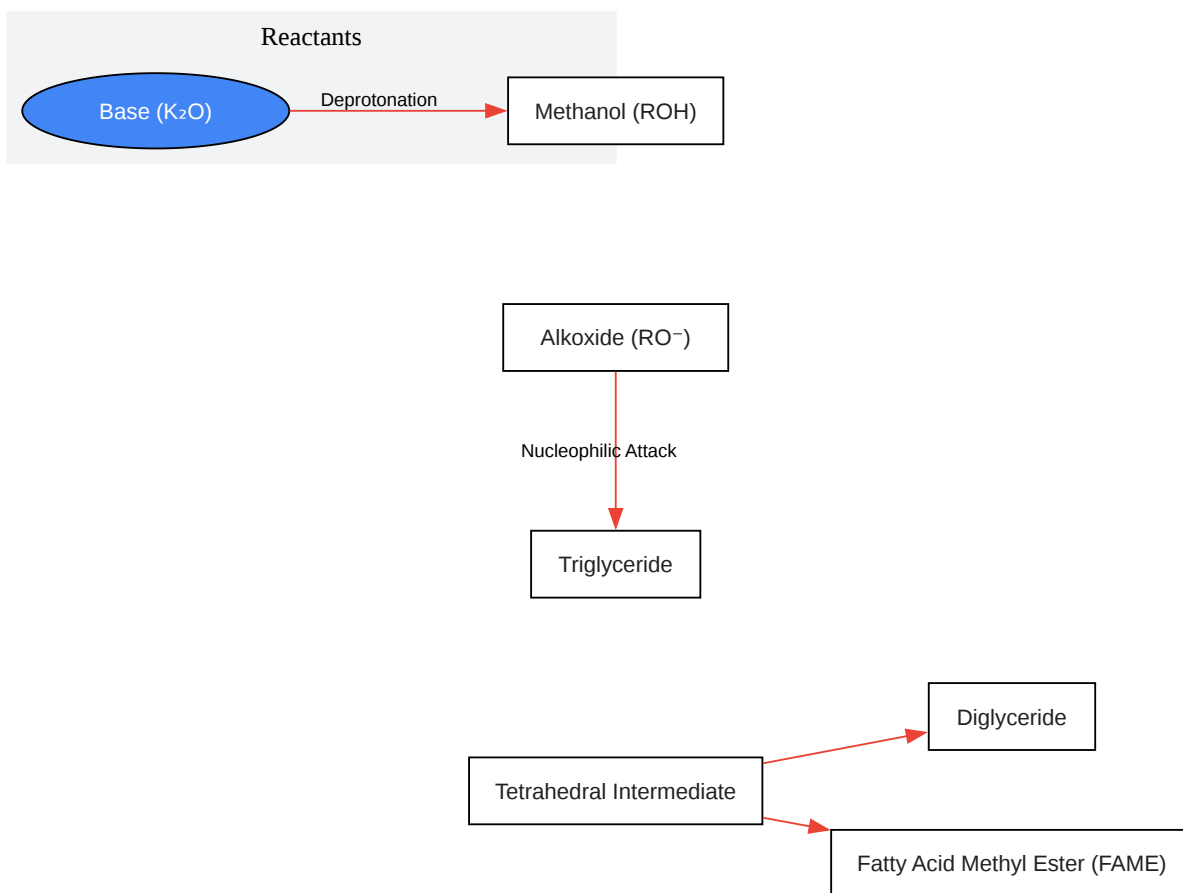 Reactants
Base (K₂O)
Deprotonation
Methanol (ROH)
Alkoxide (RO⁻)
Nucleophilic Attack
Triglyceride
Diglyceride
Tetrahedral Intermediate
Fatty Acid Methyl Ester (FAME)